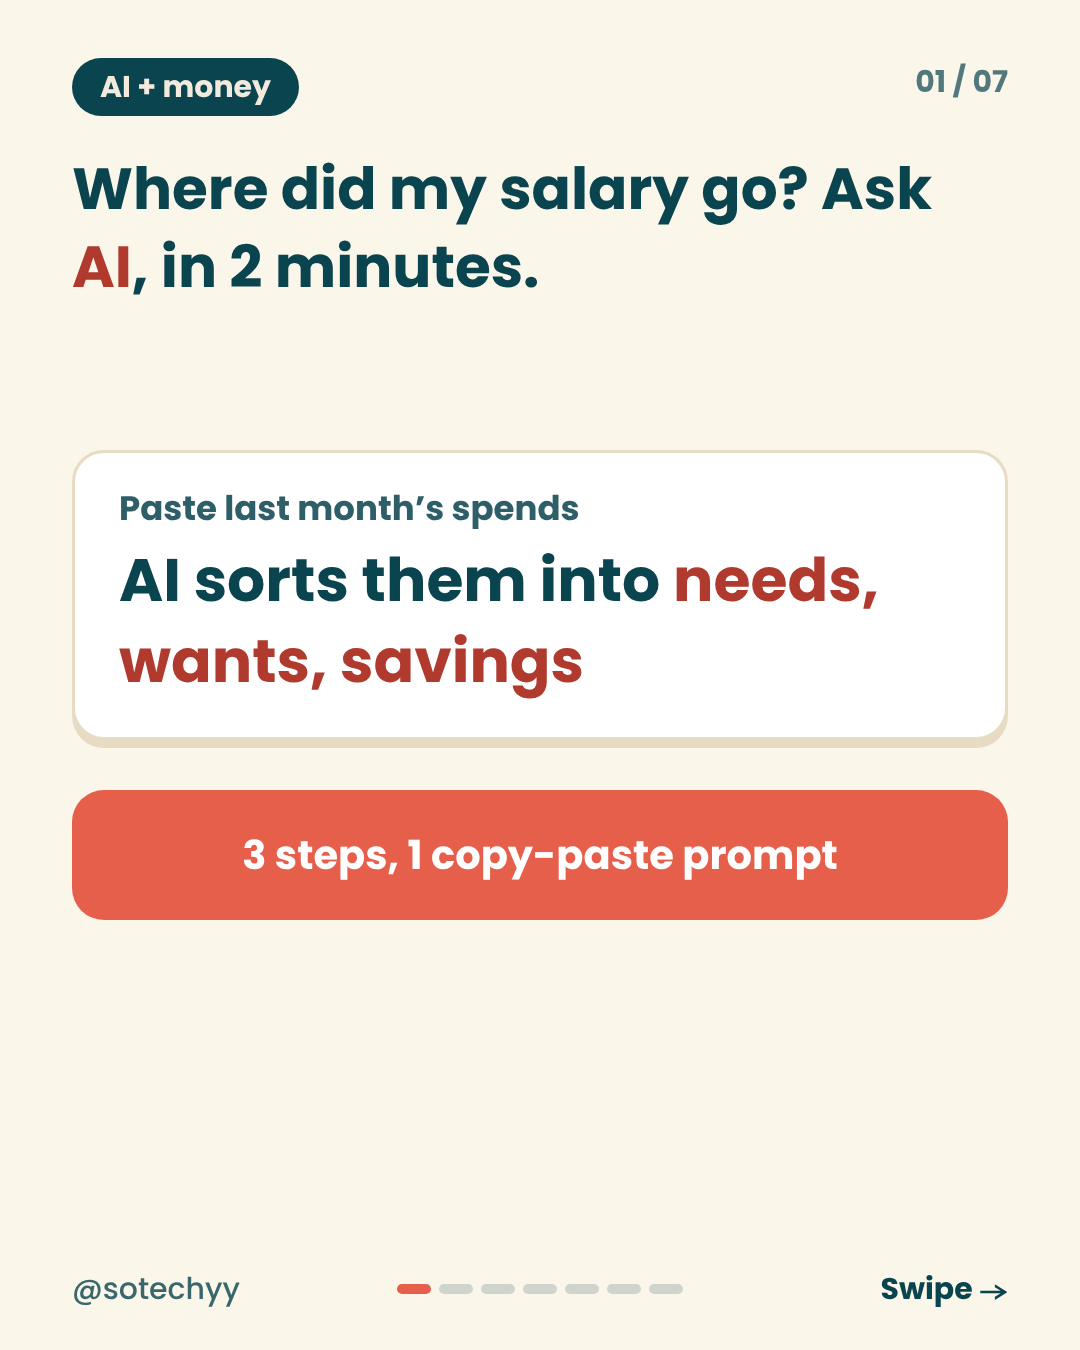 AI + money
01 / 07
Where did my salary go? Ask
AI, in 2 minutes.
Paste last month’s spends
AI sorts them into needs,
wants, savings
3 steps, 1 copy-paste prompt
@sotechyy
Swipe →